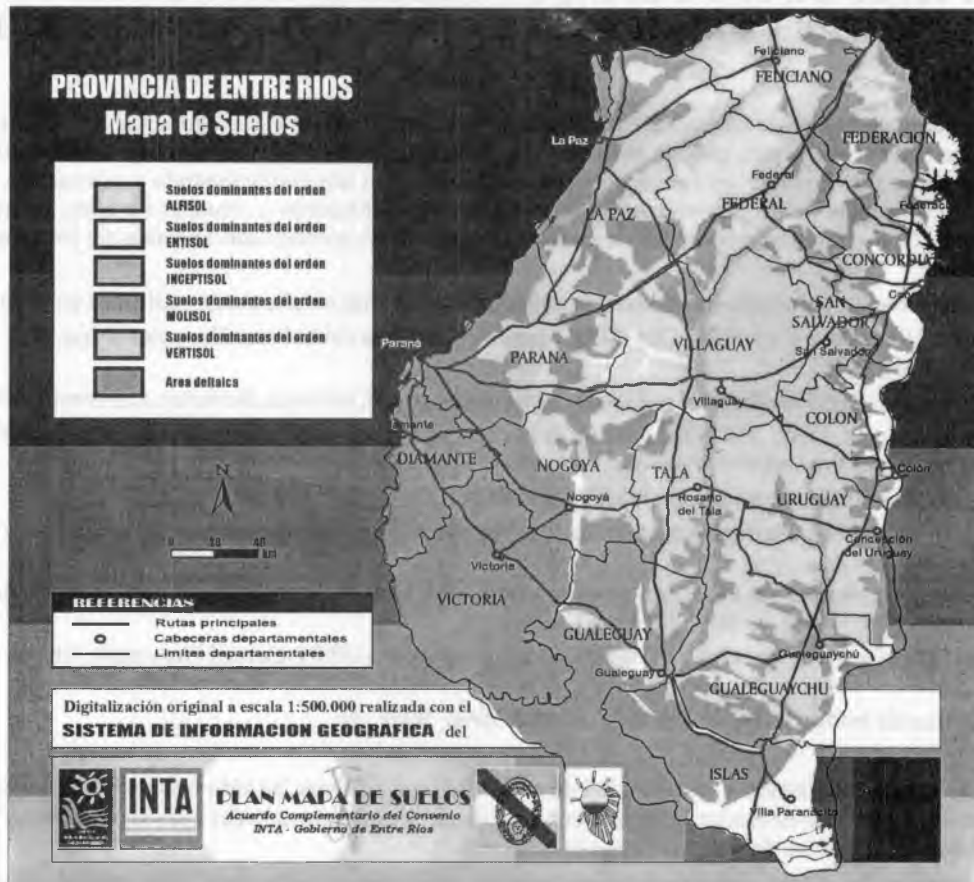 PROVINCIA DE ENTRE RIOS
Mapa de Suelos
Suelos dominantes del orden
ALFISOL
Suelos dominantes del orden
ENTISOL
Suelos dominantes del orden
INCEPTISOL
Suelos dominantes del orden
MOLISOL
Suelos dominantes del orden
VERTISOL
Area deltaica
Feliciano
FELICIANO
La Paz
FEDERACION
Federal
FEDERAL
LA PAZ
CONCORDIA
SAN
SALVADOR
San Salvador
Paraná
PARANA
VILLAGUAY
Villaguay
COLON
Colón
DIAMANTE
NOGOYA
TALA
Nogoyá
Rosario
del Tala
URUGUAY
Concepción
del Uruguay
Victoria
VICTORIA
GUALEGUAY
Gualeguay
Gualeguaychú
GUALEGUAYCHU
ISLAS
Villa Paranacito
N
0
40
km
REFERENCIAS
Rutas principales
Cabeceras departamentales
Limites departamentales
Digitalización original a escala 1:500.000 realizada con el
SISTEMA DE INFORMACION GEOGRAFICA del
INTA
PLAN MAPA DE SUELOS
Acuerdo Complementario del Convenio
INTA - Gobierno de Entre Ríos